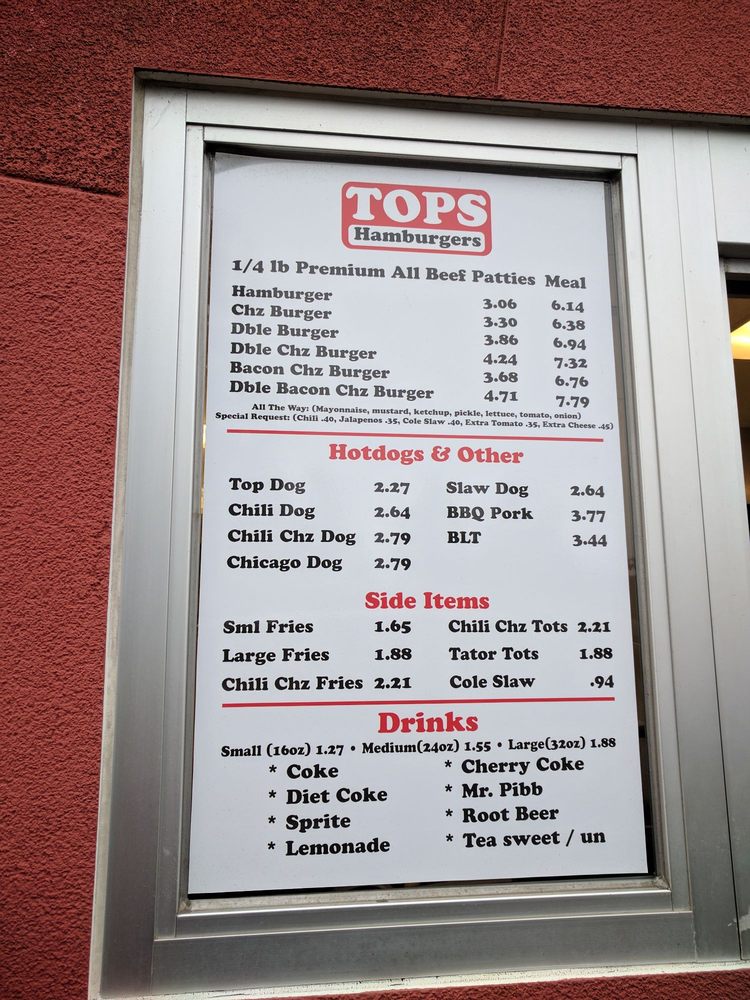 TOPS
Hamburgers
1/4 lb Premium All Beef Patties Meal
Hamburger 3.06 6.14
Chz Burger 3.30 6.38
Dble Burger 3.86 6.94
Dble Chz Burger 4.24 7.32
Bacon Chz Burger 3.68 6.76
Dble Bacon Chz Burger 4.71 7.79
All The Way: (Mayonnaise, mustard, ketchup, pickle, lettuce, tomato, onion)
Special Request: (Chili .40, Jalapenos .35, Cole Slaw .40, Extra Tomato .35, Extra Cheese .45)
Hotdogs & Other
Top Dog 2.27 Slaw Dog 2.64
Chili Dog 2.64 BBQ Pork 3.77
Chili Chz Dog 2.79 BLT 3.44
Chicago Dog 2.79
Side Items
Sml Fries 1.65 Chili Chz Tots 2.21
Large Fries 1.88 Tator Tots 1.88
Chili Chz Fries 2.21 Cole Slaw .94
Drinks
Small (16oz) 1.27 • Medium(24oz) 1.55 • Large(32oz) 1.88
* Coke * Cherry Coke
* Diet Coke * Mr. Pibb
* Sprite * Root Beer
* Lemonade * Tea sweet / un